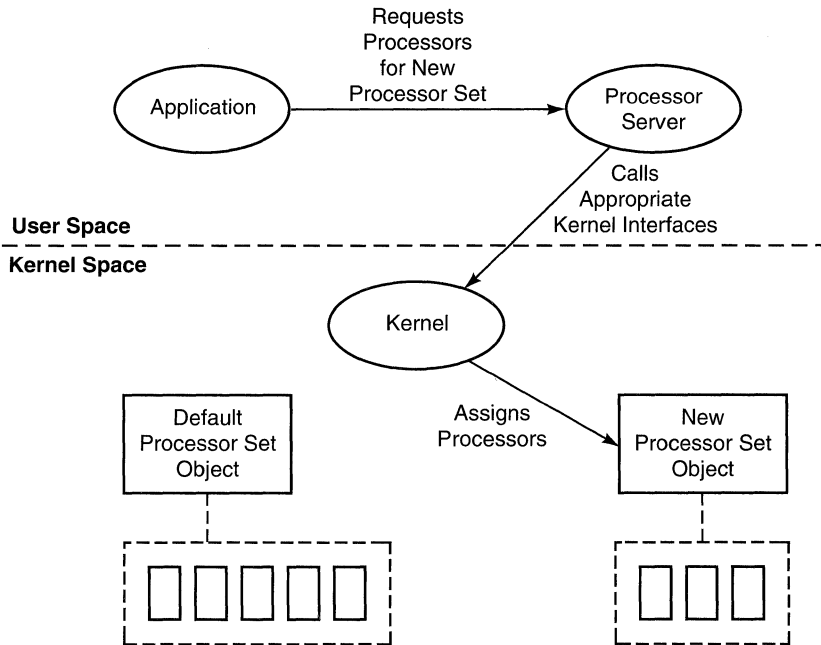 Requests
Processors
for New
Processor Set
Application
Processor
Server
Calls
Appropriate
Kernel Interfaces
User Space
Kernel Space
Kernel
Assigns
Processors
Default
Processor Set
Object
New
Processor Set
Object